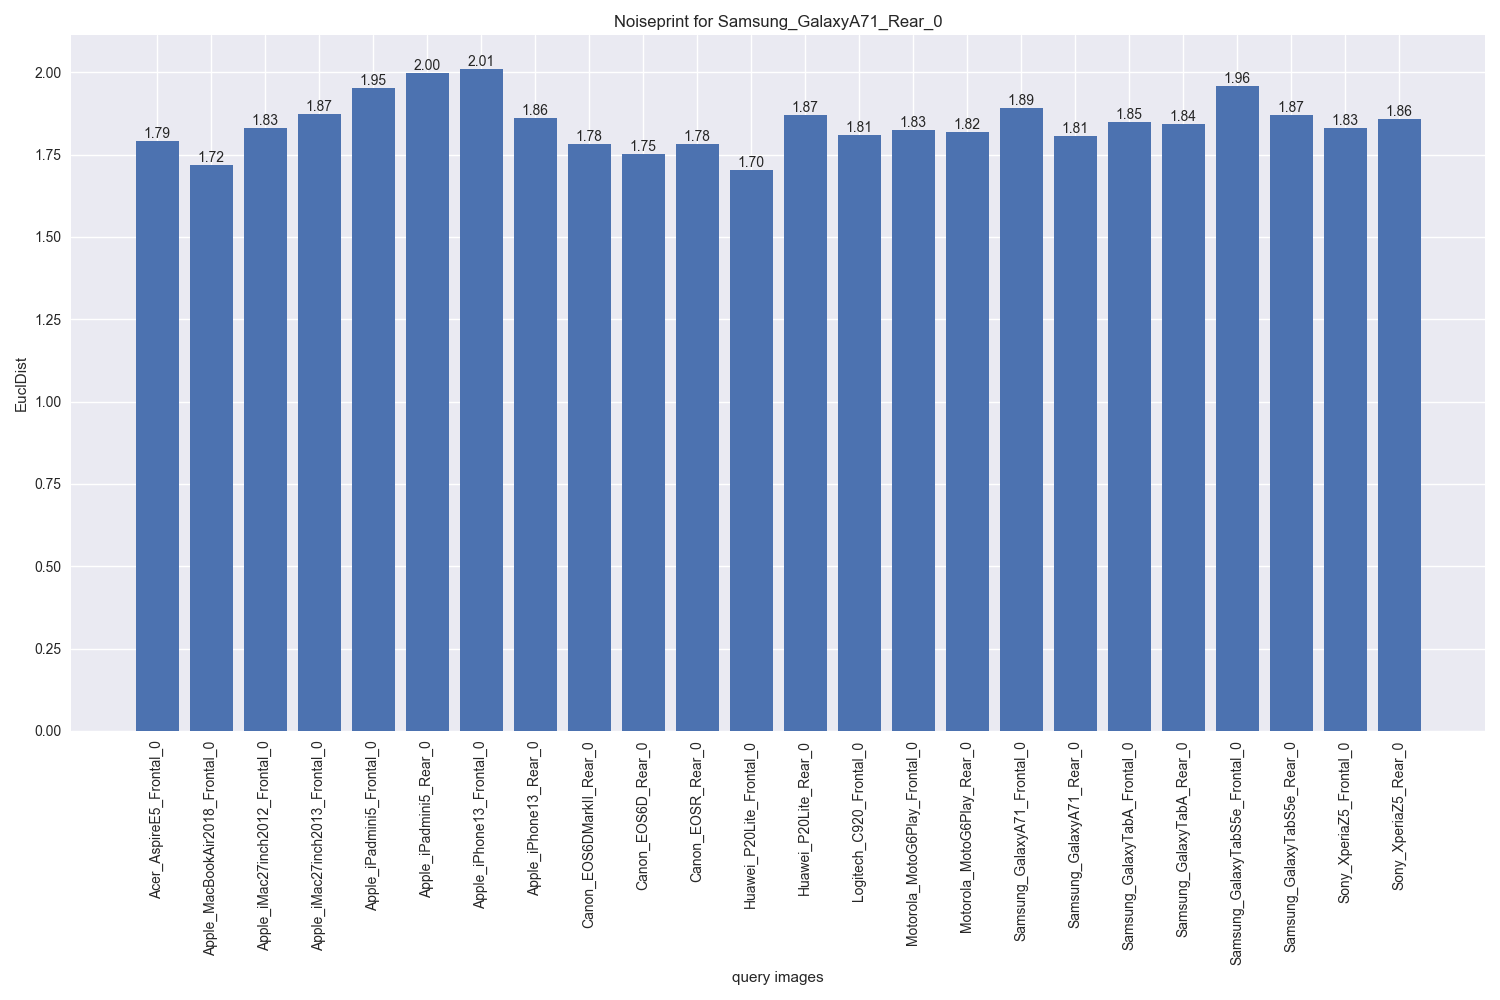 Noiseprint for Samsung_GalaxyA71_Rear_0
EuclDist
2.00
1.75
1.50
1.25
1.00
0.75
0.50
0.25
0.00
1.79
1.72
1.83
1.87
1.95
2.00
2.01
1.86
1.78
1.75
1.78
1.70
1.87
1.81
1.83
1.82
1.89
1.81
1.85
1.84
1.96
1.87
1.83
1.86
Acer_AspireE5_Frontal_0
Apple_MacBookAir2018_Frontal_0
Apple_iMac27inch2012_Frontal_0
Apple_iMac27inch2013_Frontal_0
Apple_iPadmini5_Frontal_0
Apple_iPadmini5_Rear_0
Apple_iPhone13_Frontal_0
Apple_iPhone13_Rear_0
Canon_EOS6DMarkII_Rear_0
Canon_EOS6D_Rear_0
Canon_EOSR_Rear_0
Huawei_P20Lite_Frontal_0
Huawei_P20Lite_Rear_0
Logitech_C920_Frontal_0
Motorola_MotoG6Play_Frontal_0
Motorola_MotoG6Play_Rear_0
Samsung_GalaxyA71_Frontal_0
Samsung_GalaxyA71_Rear_0
Samsung_GalaxyTabA_Frontal_0
Samsung_GalaxyTabA_Rear_0
Samsung_GalaxyTabS5e_Frontal_0
Samsung_GalaxyTabS5e_Rear_0
Sony_XperiaZ5_Frontal_0
Sony_XperiaZ5_Rear_0
query images